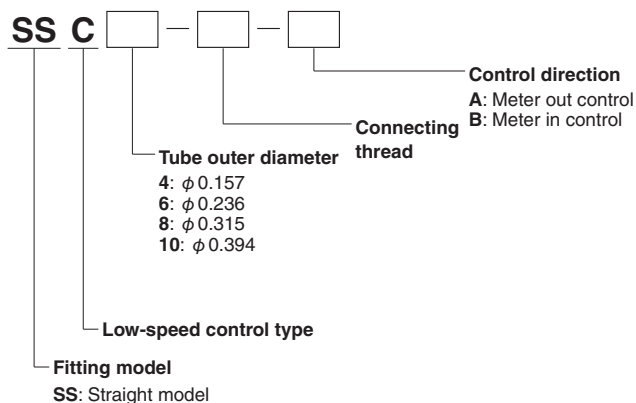 SS C – –
Control direction
A: Meter out control
B: Meter in control
Connecting
thread
Tube outer diameter
4: φ0.157
6: φ0.236
8: φ0.315
10: φ0.394
Low-speed control type
Fitting model
SS: Straight model